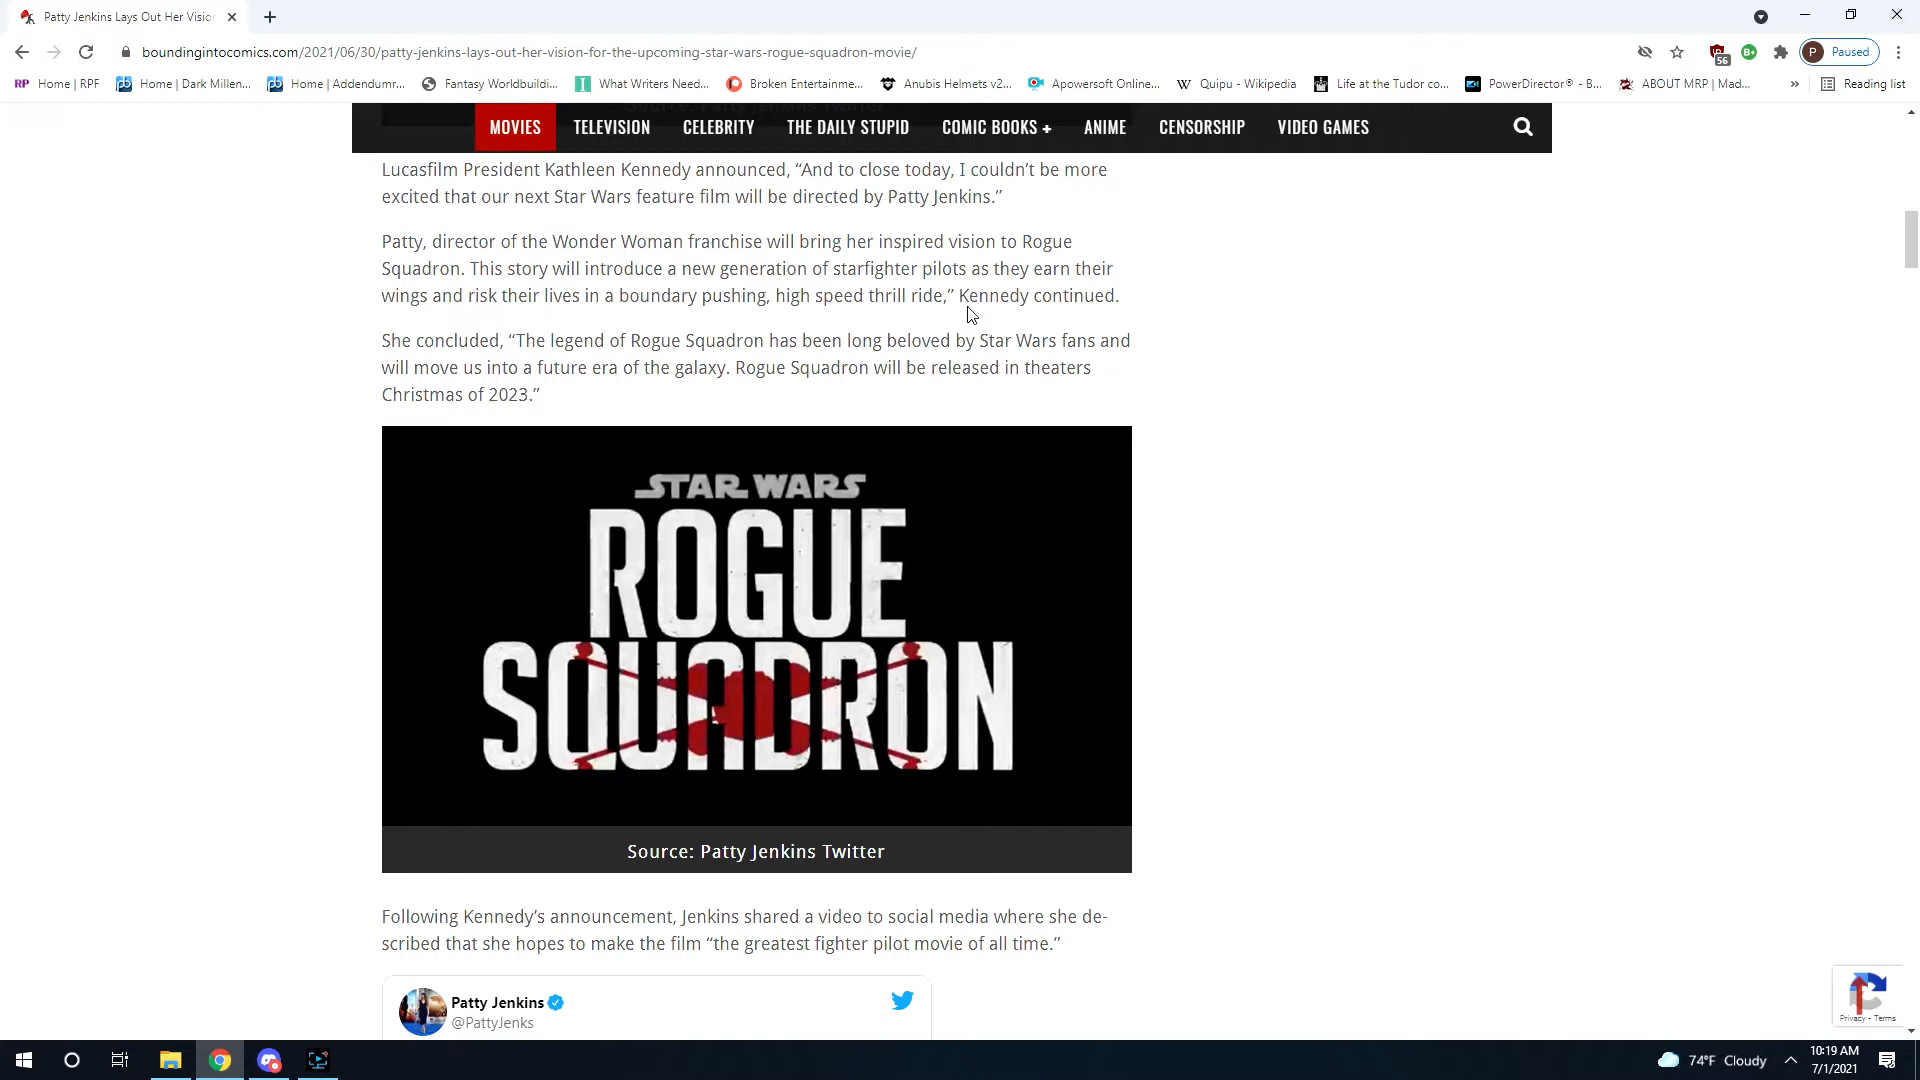 Patty Jenkins Lays Out Her Vision
boundingintocomics.com/2021/06/30/patty-jenkins-lays-out-her-vision-for-the-upcoming-star-wars-rogue-squadron-movie/
56
P Paused
RP Home | RPF
Home | Dark Millen...
Home | Addendumr...
Fantasy Worldbuildi...
What Writers Need...
Broken Entertainme...
Anubis Helmets v2...
Apowersoft Online...
W Quipu - Wikipedia
Life at the Tudor co...
PowerDirector® - B...
ABOUT MRP | Mad...
»
Reading list
MOVIES TELEVISION CELEBRITY THE DAILY STUPID COMIC BOOKS + ANIME CENSORSHIP VIDEO GAMES
Lucasfilm President Kathleen Kennedy announced, “And to close today, I couldn’t be more
excited that our next Star Wars feature film will be directed by Patty Jenkins.”
Patty, director of the Wonder Woman franchise will bring her inspired vision to Rogue
Squadron. This story will introduce a new generation of starfighter pilots as they earn their
wings and risk their lives in a boundary pushing, high speed thrill ride,” Kennedy continued.
She concluded, “The legend of Rogue Squadron has been long beloved by Star Wars fans and
will move us into a future era of the galaxy. Rogue Squadron will be released in theaters
Christmas of 2023.”
STAR WARS
ROGUE
SQUADRON
Source: Patty Jenkins Twitter
Following Kennedy’s announcement, Jenkins shared a video to social media where she de-
scribed that she hopes to make the film “the greatest fighter pilot movie of all time.”
Patty Jenkins
@PattyJenks
Privacy - Terms
74°F Cloudy
10:19 AM
7/1/2021